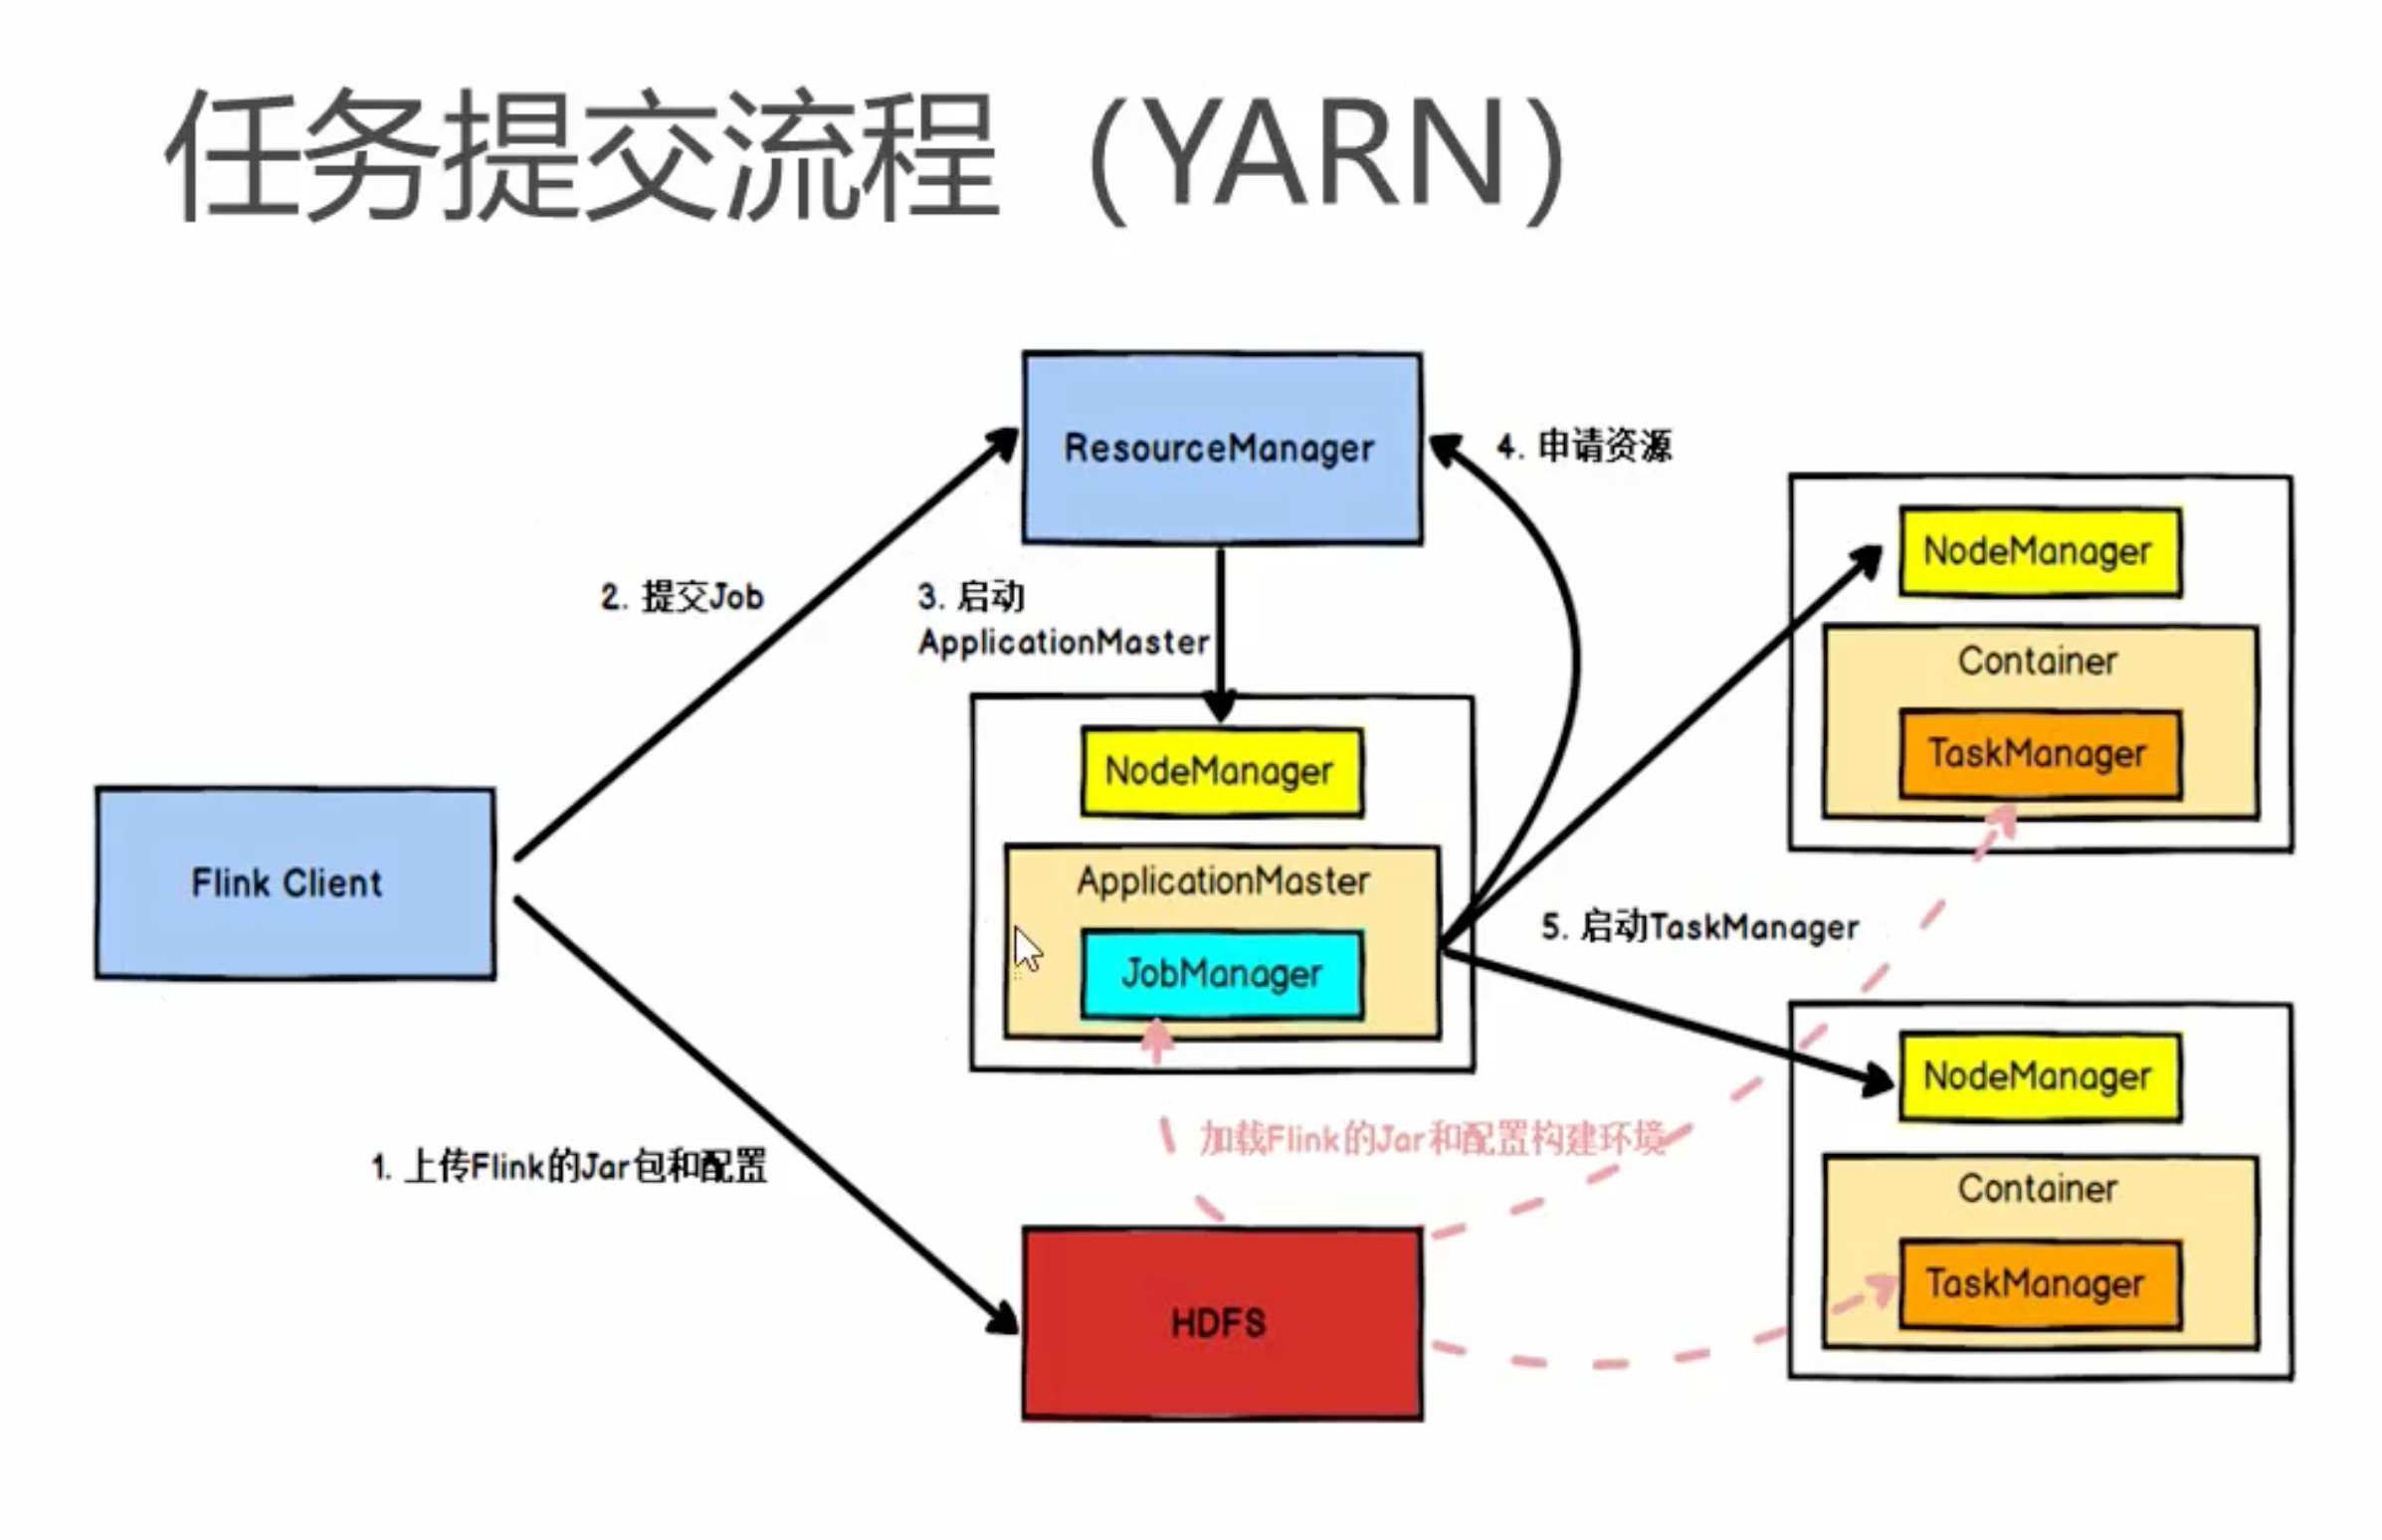 任务提交流程（YARN）
ResourceManager
4. 申请资源
NodeManager
2. 提交Job
3. 启动
ApplicationMaster
Container
TaskManager
NodeManager
Flink Client
ApplicationMaster
JobManager
5. 启动TaskManager
NodeManager
1. 上传Flink的Jar包和配置
加载Flink的Jar和配置构建环境
Container
TaskManager
HDFS